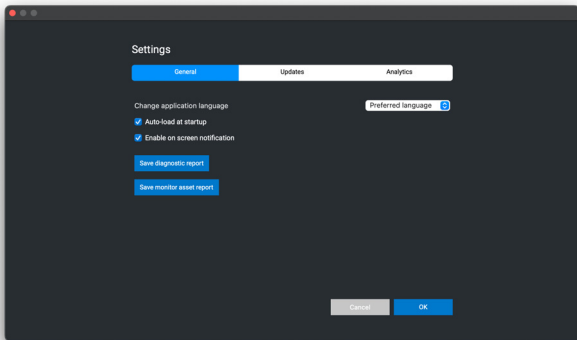 Settings
General Updates Analytics
Change application language Preferred language
Auto-load at startup
Enable on screen notification
Save diagnostic report
Save monitor asset report
Cancel OK